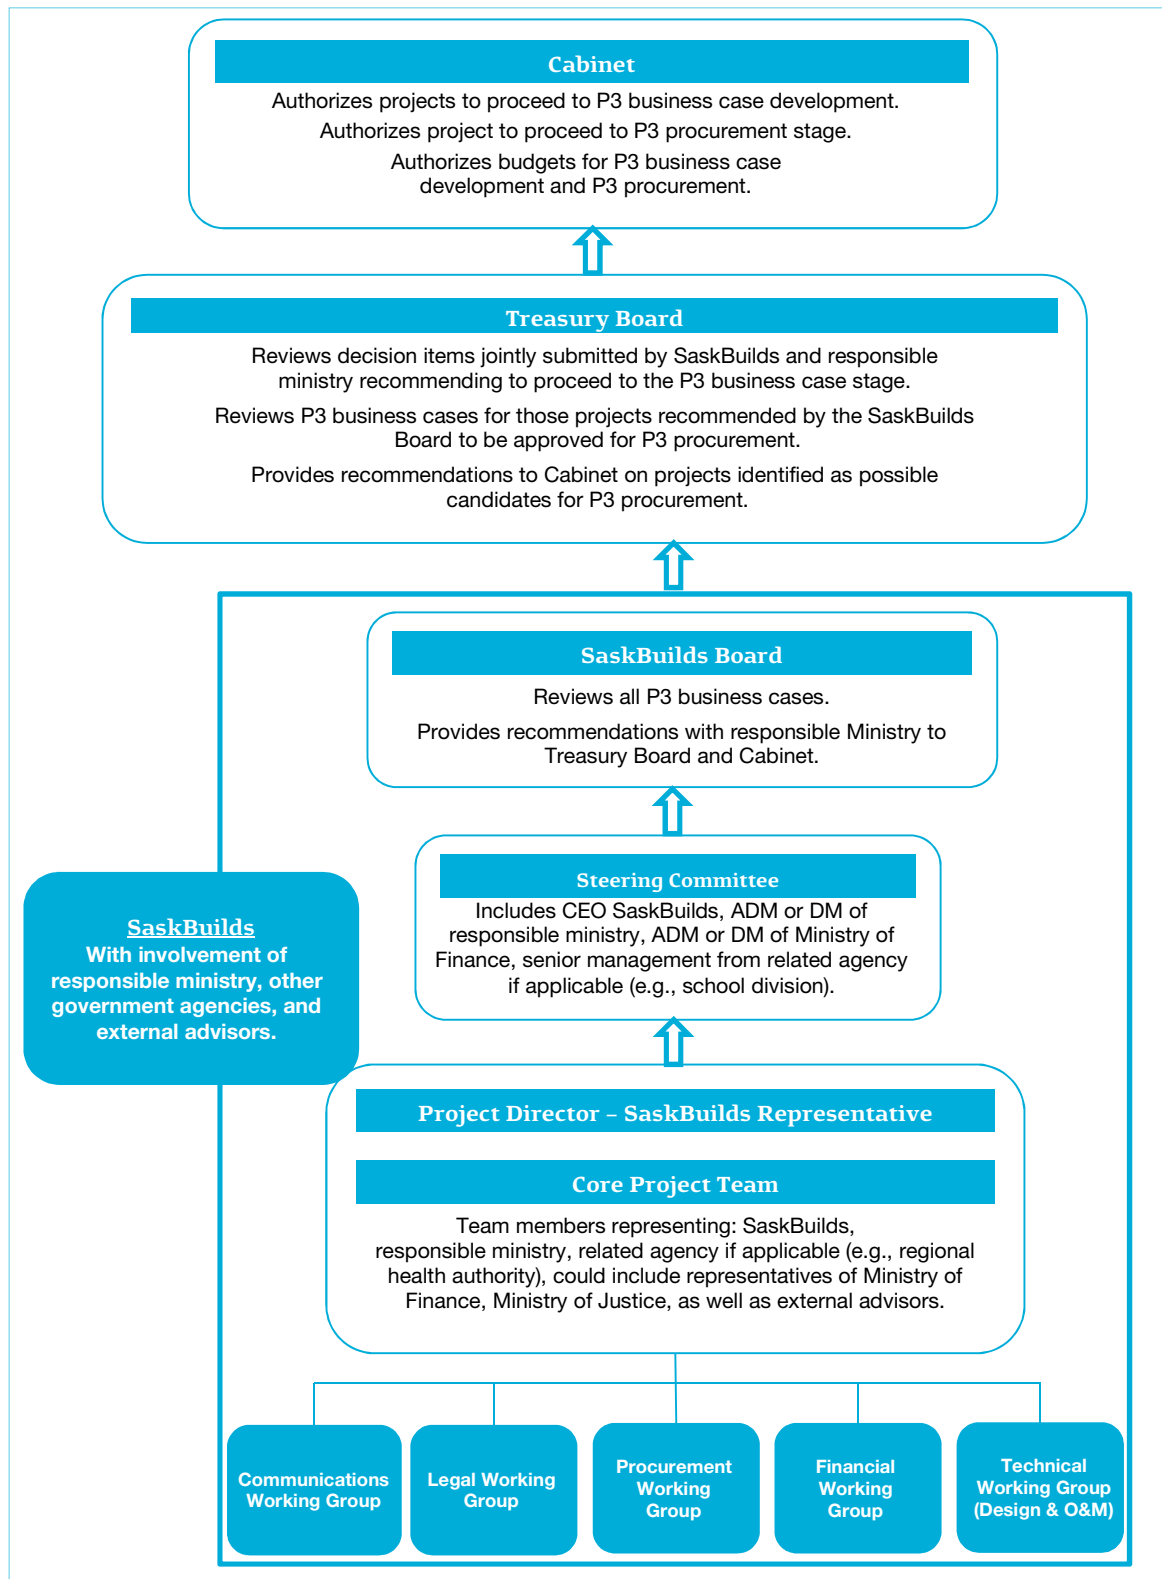 Cabinet
Authorizes projects to proceed to P3 business case development.
Authorizes project to proceed to P3 procurement stage.
Authorizes budgets for P3 business case
development and P3 procurement.
Treasury Board
Reviews decision items jointly submitted by SaskBuilds and responsible
ministry recommending to proceed to the P3 business case stage.
Reviews P3 business cases for those projects recommended by the SaskBuilds
Board to be approved for P3 procurement.
Provides recommendations to Cabinet on projects identified as possible
candidates for P3 procurement.
SaskBuilds Board
Reviews all P3 business cases.
Provides recommendations with responsible Ministry to
Treasury Board and Cabinet.
Steering Committee
Includes CEO SaskBuilds, ADM or DM of
responsible ministry, ADM or DM of Ministry of
Finance, senior management from related agency
if applicable (e.g., school division).
SaskBuilds
With involvement of
responsible ministry, other
government agencies, and
external advisors.
Project Director – SaskBuilds Representative
Core Project Team
Team members representing: SaskBuilds,
responsible ministry, related agency if applicable (e.g., regional
health authority), could include representatives of Ministry of
Finance, Ministry of Justice, as well as external advisors.
Communications
Working Group
Legal Working
Group
Procurement
Working
Group
Financial
Working
Group
Technical
Working Group
(Design & O&M)